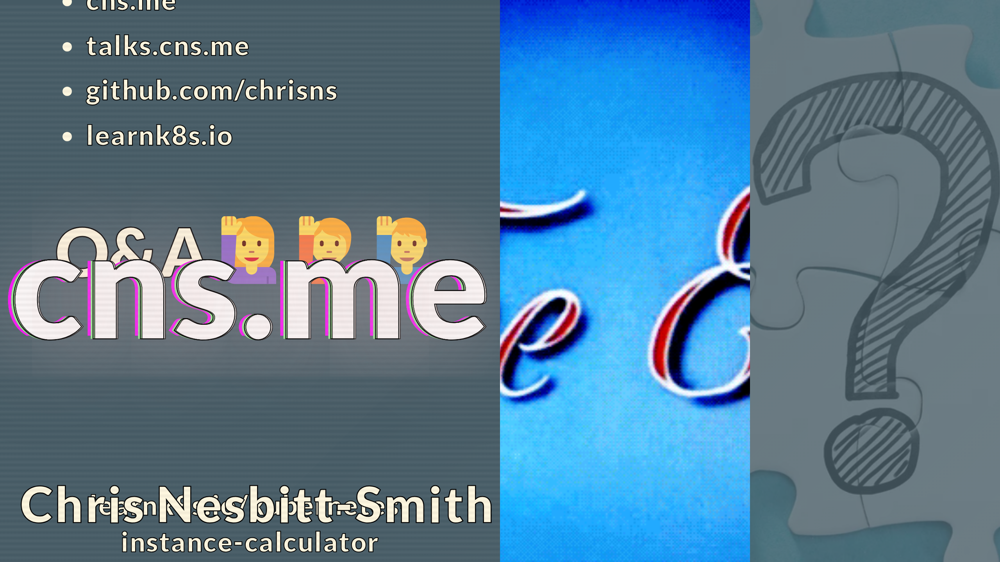 cns.me
talks.cns.me
github.com/chrisns
learnk8s.io
Q&A
cns.me
Chris Nesbitt-Smith
instance-calculator
e
?